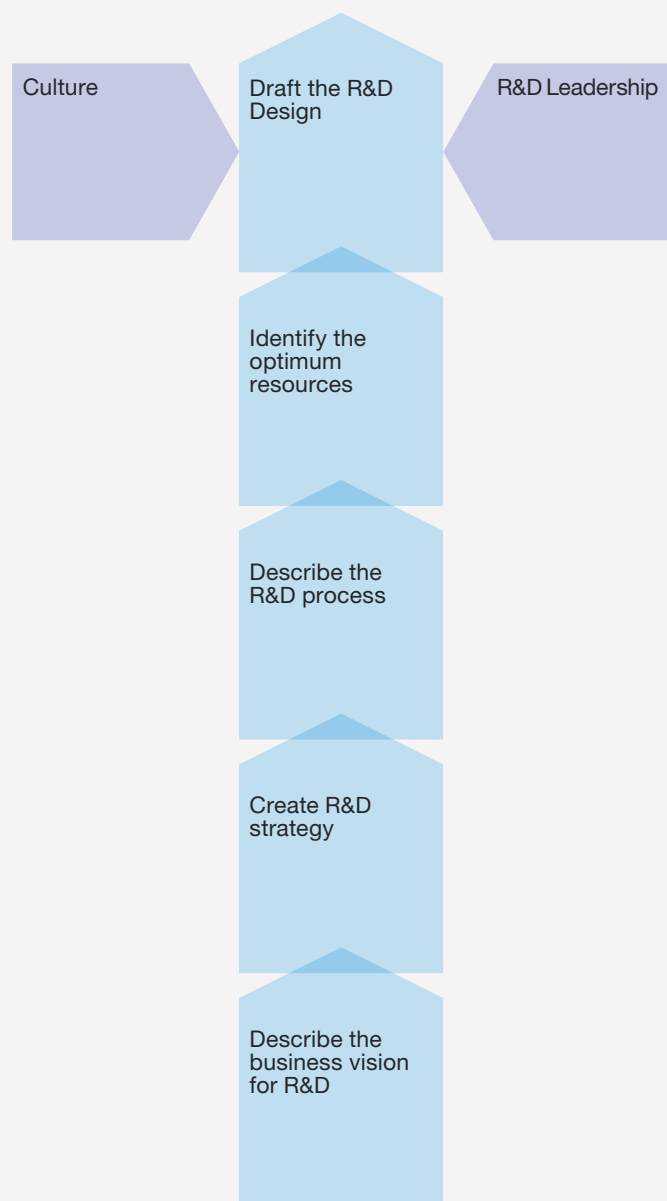 Culture
Draft the R&D
Design
R&D Leadership
Identify the
optimum
resources
Describe the
R&D process
Create R&D
strategy
Describe the
business vision
for R&D